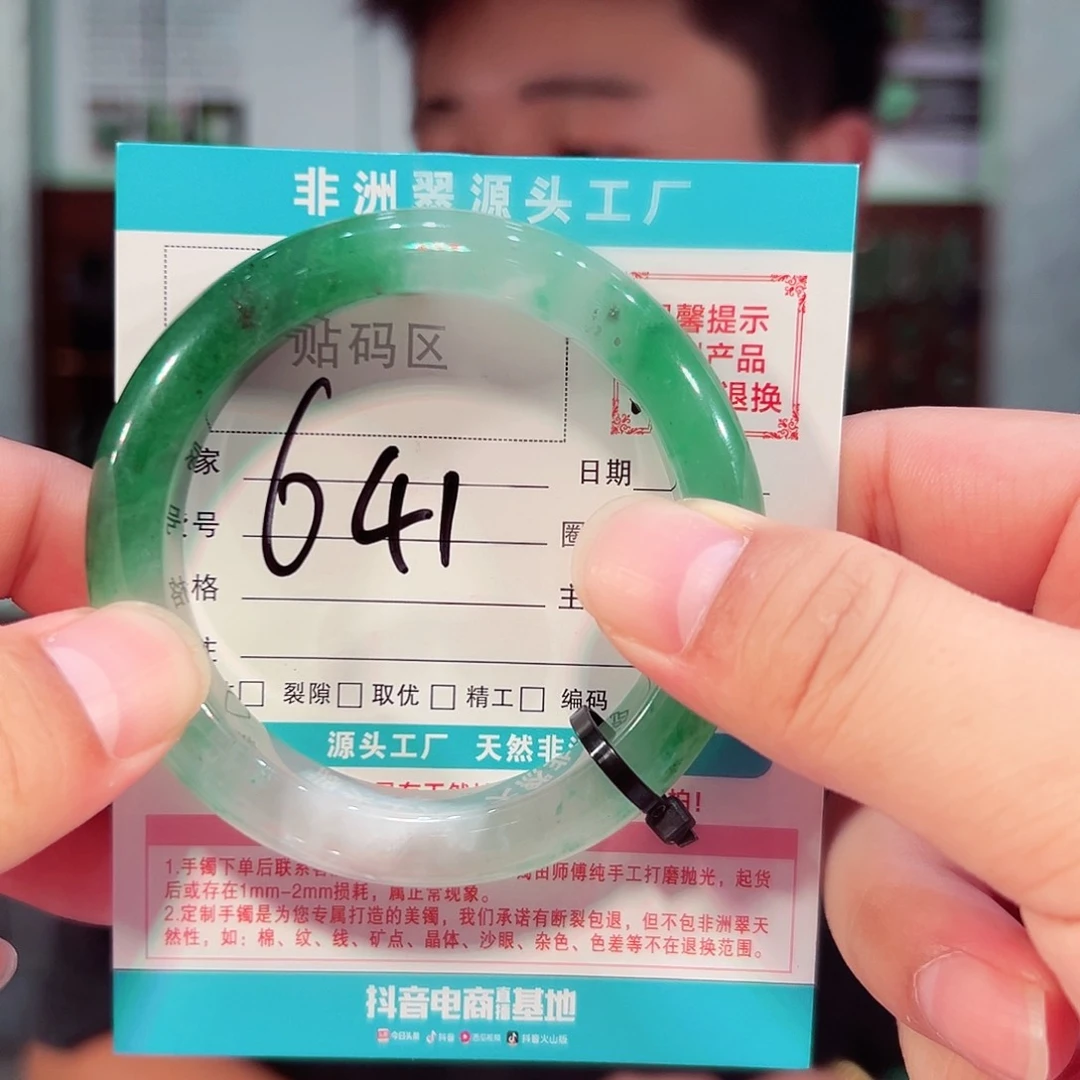 非洲翠源头工厂
贴码区
馨提示
产品
退换
家
日期
641
号
圈
格
主
裂隙 取优 精工 编码
源头工厂 天然非
1.手镯下单后联系 由师傅纯手工打磨抛光，起货
后或存在1mm-2mm损耗，属正常现象。
2.定制手镯是为您专属打造的美镯，我们承诺有断裂包退，但不包非洲翠天
然性，如：棉、纹、线、矿点、晶体、沙眼、杂色、色差等不在退换范围。
抖音电商直播基地
今日头条 抖音 西瓜视频 抖音火山版